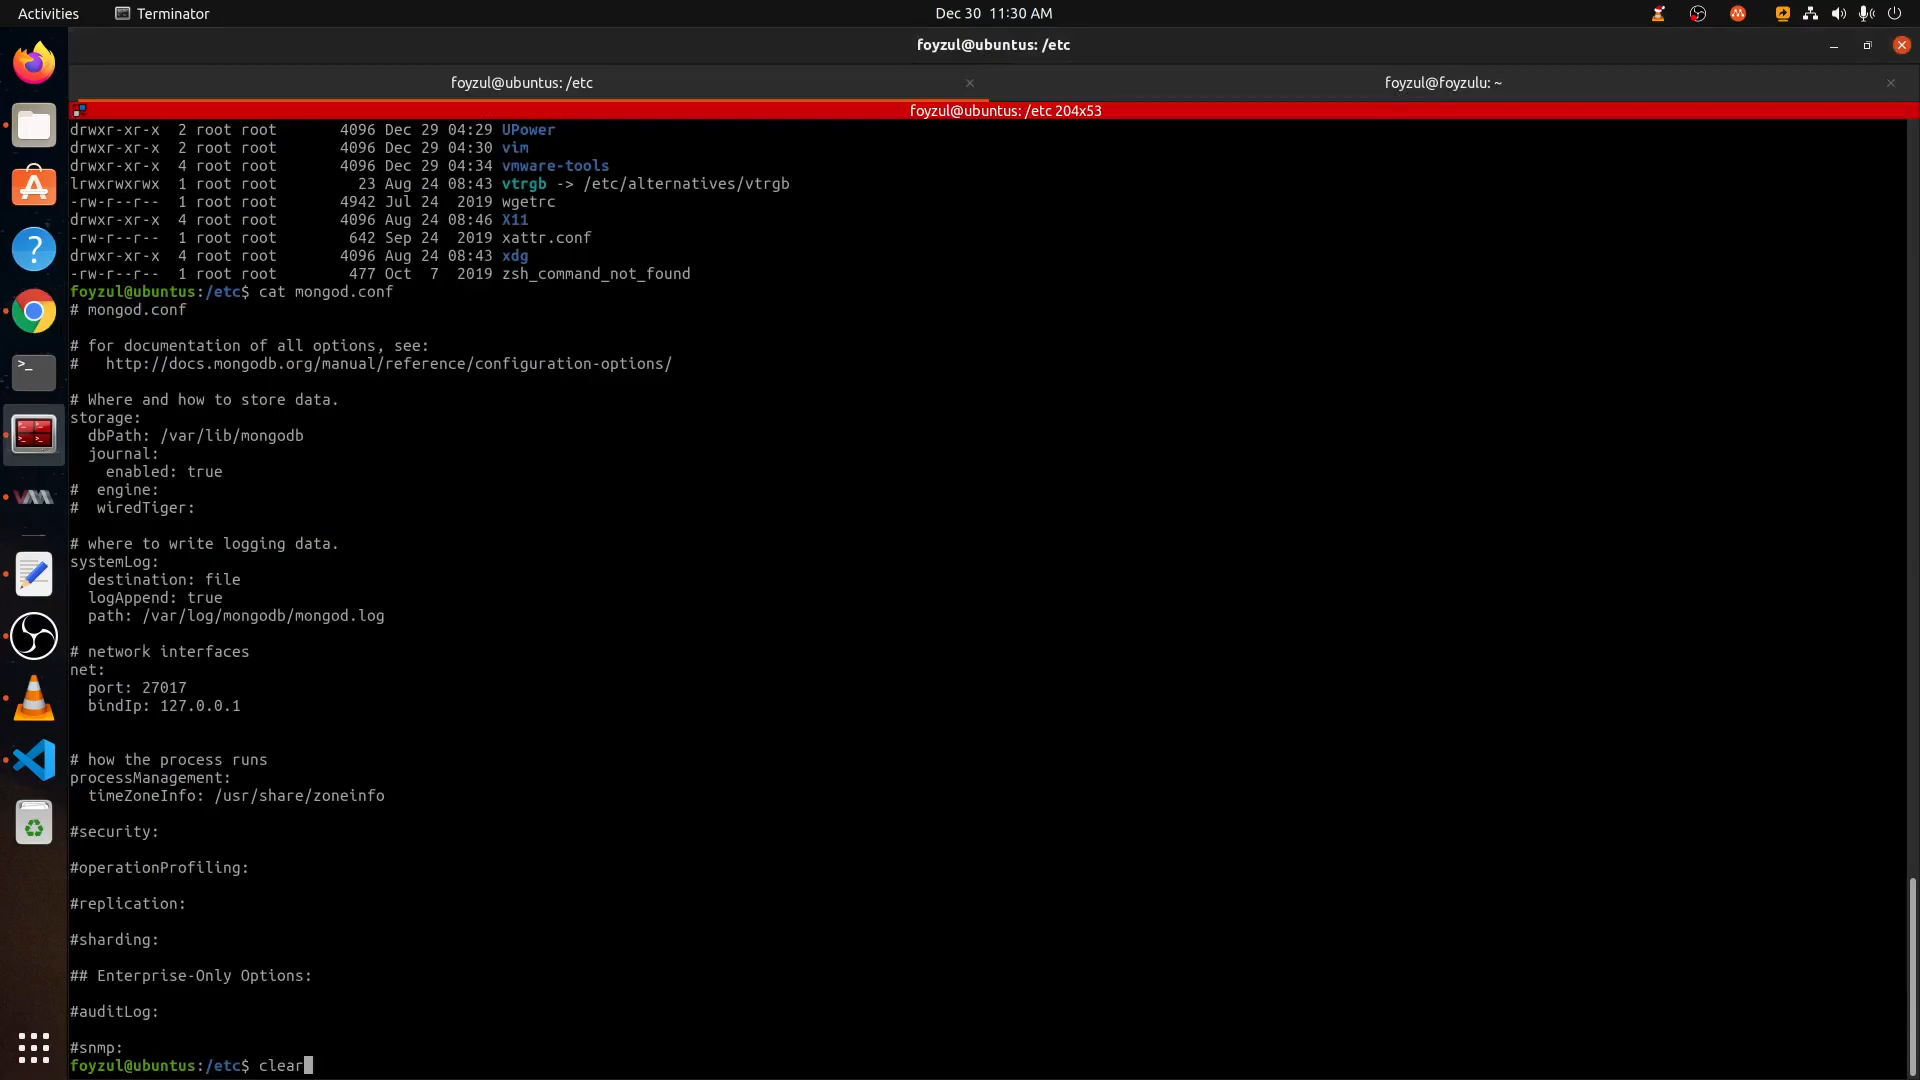 Activities
Terminator
Dec 30 11:30 AM
foyzul@ubuntus: /etc
foyzul@ubuntus: /etc
foyzul@foyzulu: ~
foyzul@ubuntus: /etc 204x53
drwxr-xr-x  2 root root       4096 Dec 29 04:29 UPower
drwxr-xr-x  2 root root       4096 Dec 29 04:30 vim
drwxr-xr-x  4 root root       4096 Dec 29 04:34 vmware-tools
lrwxrwxrwx  1 root root         23 Aug 24 08:43 vtrgb -> /etc/alternatives/vtrgb
-rw-r--r--  1 root root       4942 Jul 24  2019 wgetrc
drwxr-xr-x  4 root root       4096 Aug 24 08:46 X11
-rw-r--r--  1 root root        642 Sep 24  2019 xattr.conf
drwxr-xr-x  4 root root       4096 Aug 24 08:43 xdg
-rw-r--r--  1 root root        477 Oct  7  2019 zsh_command_not_found
foyzul@ubuntus:/etc$ cat mongod.conf
# mongod.conf

# for documentation of all options, see:
#   http://docs.mongodb.org/manual/reference/configuration-options/

# Where and how to store data.
storage:
  dbPath: /var/lib/mongodb
  journal:
    enabled: true
#  engine:
#  wiredTiger:

# where to write logging data.
systemLog:
  destination: file
  logAppend: true
  path: /var/log/mongodb/mongod.log

# network interfaces
net:
  port: 27017
  bindIp: 127.0.0.1


# how the process runs
processManagement:
  timeZoneInfo: /usr/share/zoneinfo

#security:

#operationProfiling:

#replication:

#sharding:

## Enterprise-Only Options:

#auditLog:

#snmp:
foyzul@ubuntus:/etc$ clear